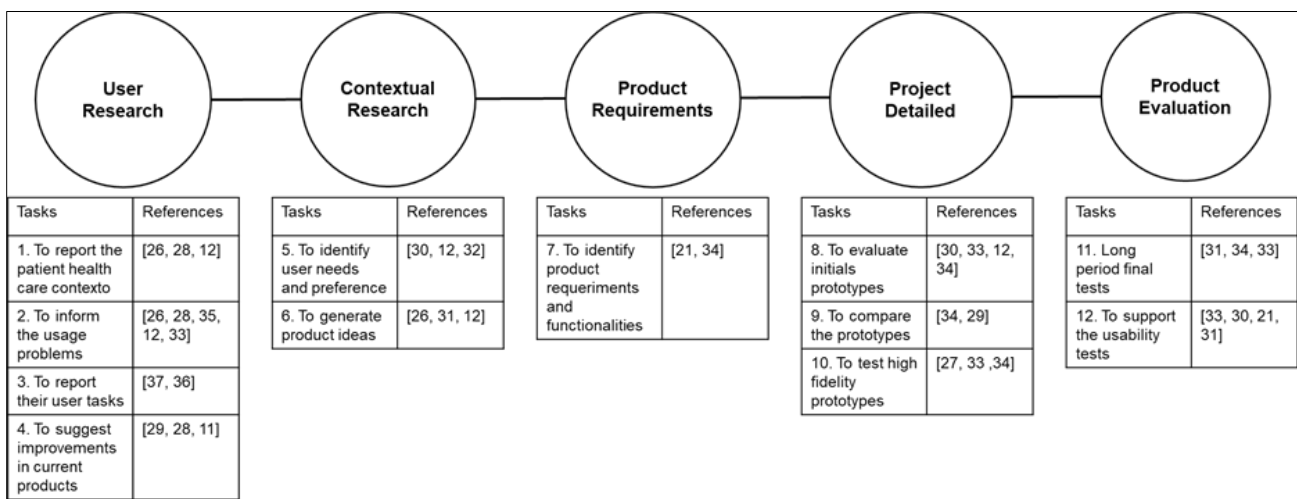 User
Research
Contextual
Research
Product
Requirements
Project
Detailed
Product
Evaluation
Tasks
References
1. To report the
patient health
care contexto
[26, 28, 12]
2. To inform
the usage
problems
[26, 28, 35,
12, 33]
3. To report
their user tasks
[37, 36]
4. To suggest
improvements
in current
products
[29, 28, 11]
Tasks
References
5. To identify
user needs
and preference
[30, 12, 32]
6. To generate
product ideas
[26, 31, 12]
Tasks
References
7. To identify
product
requeriments
and
functionalities
[21, 34]
Tasks
References
8. To evaluate
initials
prototypes
[30, 33, 12,
34]
9. To compare
the prototypes
[34, 29]
10. To test high
fidelity
prototypes
[27, 33 ,34]
Tasks
References
11. Long
period final
tests
[31, 34, 33]
12. To support
the usability
tests
[33, 30, 21,
31]